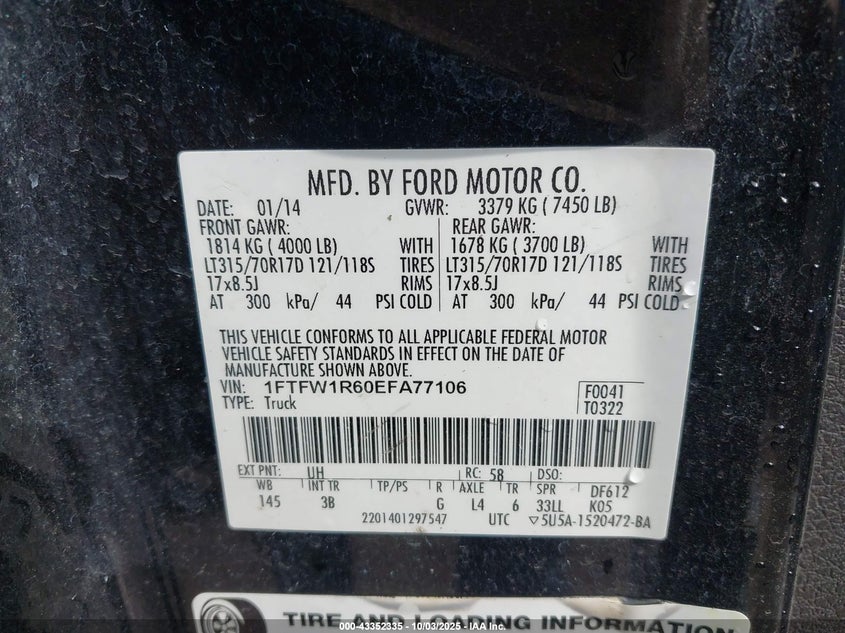 MFD. BY FORD MOTOR CO.
DATE: 01/14 GVWR: 3379 KG ( 7450 LB)
FRONT GAWR: REAR GAWR:
1814 KG ( 4000 LB) WITH 1678 KG ( 3700 LB) WITH
LT315/70R17D 121/118S TIRES LT315/70R17D 121/118S TIRES
17x8.5J RIMS 17x8.5J RIMS
AT 300 kPa/ 44 PSI COLD AT 300 kPa/ 44 PSI COLD
THIS VEHICLE CONFORMS TO ALL APPLICABLE FEDERAL MOTOR
VEHICLE SAFETY STANDARDS IN EFFECT ON THE DATE OF
MANUFACTURE SHOWN ABOVE.
VIN: 1FTFW1R60EFA77106 F0041
TYPE: Truck T0322
EXT PNT: UH RC: 58 DSO:
WB INT TR TP/PS R AXLE TR SPR DF612
145 3B G L4 6 33LL K05
2201401297547 UTC ▽5U5A-1520472-BA
TIRE AND LOADING INFORMATION
000-43352335 - 10/03/2025 - IAA Inc.